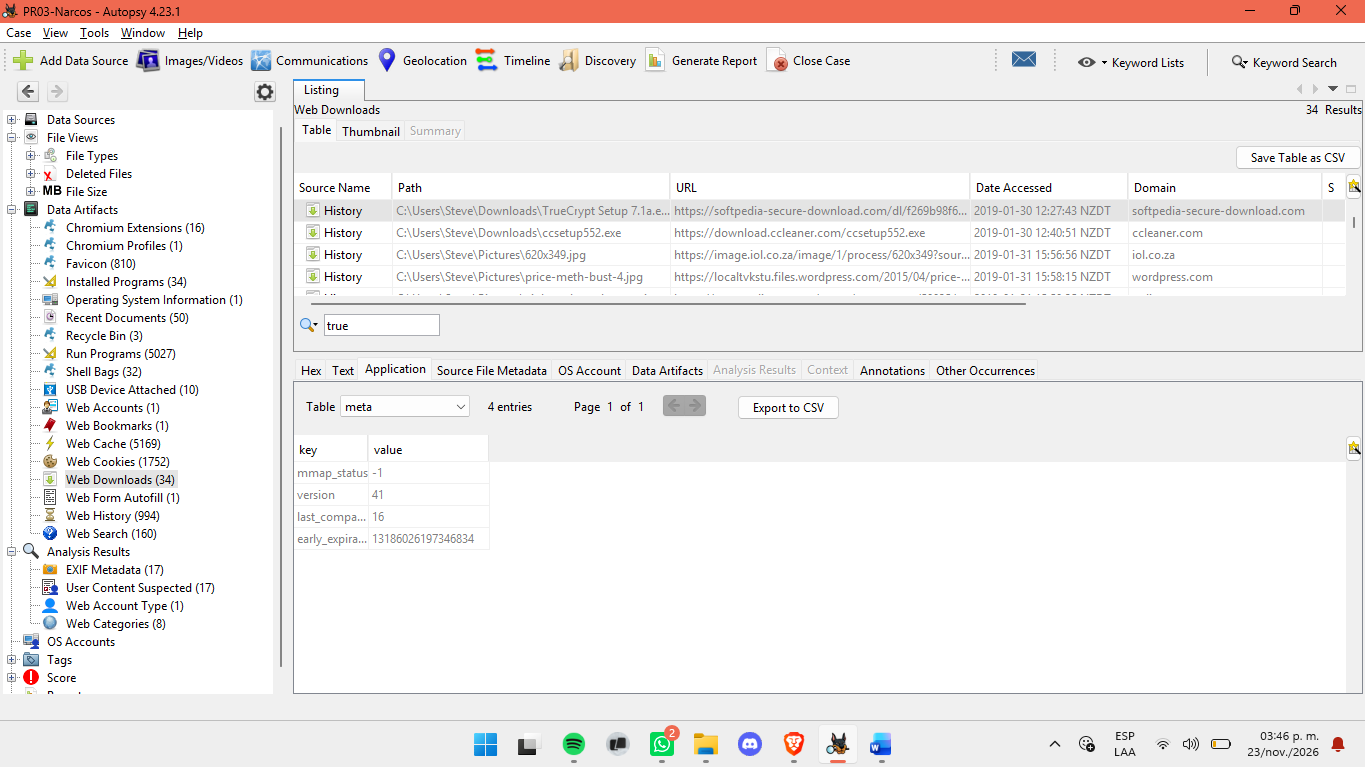 PR03-Narcos - Autopsy 4.23.1
Case View Tools Window Help
Add Data Source Images/Videos Communications Geolocation Timeline Discovery Generate Report Close Case Keyword Lists Keyword Search
Listing
Web Downloads 34 Results
Table Thumbnail Summary
Save Table as CSV
Source Name Path URL Date Accessed Domain S
History C:\Users\Steve\Downloads\TrueCrypt Setup 7.1a.e... https://softpedia-secure-download.com/dl/f269b98f6... 2019-01-30 12:27:43 NZDT softpedia-secure-download.com
History C:\Users\Steve\Downloads\ccsetup552.exe https://download.ccleaner.com/ccsetup552.exe 2019-01-30 12:40:51 NZDT ccleaner.com
History C:\Users\Steve\Pictures\620x349.jpg https://image.iol.co.za/image/1/process/620x349?sour... 2019-01-31 15:56:56 NZDT iol.co.za
History C:\Users\Steve\Pictures\price-meth-bust-4.jpg https://localtvkstu.files.wordpress.com/2015/04/price-... 2019-01-31 15:58:15 NZDT wordpress.com
true
Hex Text Application Source File Metadata OS Account Data Artifacts Analysis Results Context Annotations Other Occurrences
Table meta 4 entries Page 1 of 1 Export to CSV
key value
mmap_status -1
version 41
last_compa... 16
early_expira... 13186026197346834
Data Sources
File Views
File Types
Deleted Files
MB File Size
Data Artifacts
Chromium Extensions (16)
Chromium Profiles (1)
Favicon (810)
Installed Programs (34)
Operating System Information (1)
Recent Documents (50)
Recycle Bin (3)
Run Programs (5027)
Shell Bags (32)
USB Device Attached (10)
Web Accounts (1)
Web Bookmarks (1)
Web Cache (5169)
Web Cookies (1752)
Web Downloads (34)
Web Form Autofill (1)
Web History (994)
Web Search (160)
Analysis Results
EXIF Metadata (17)
User Content Suspected (17)
Web Account Type (1)
Web Categories (8)
OS Accounts
Tags
Score
2
ESP
LAA
03:46 p. m.
23/nov./2026